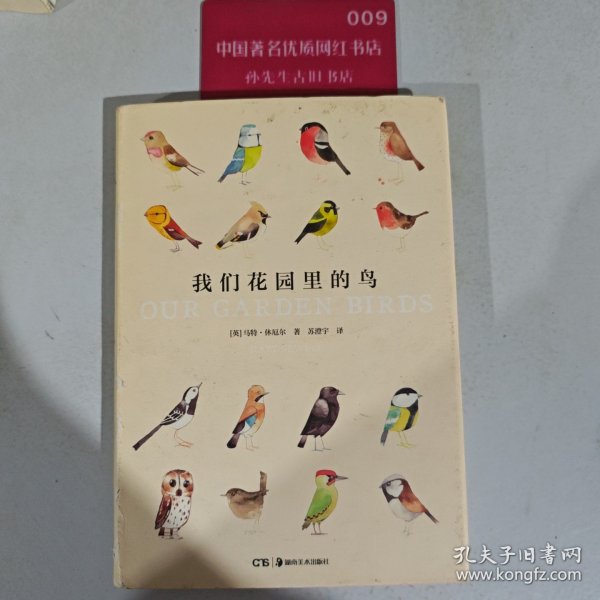 009
中国著名优质网红书店
孙先生古旧书店
我们花园里的鸟
OUR GARDEN BIRDS
[英]马特·休厄尔 著 苏澄宇 译
CTS 湖南美术出版社
孔夫子旧书网
www.kongfz.com